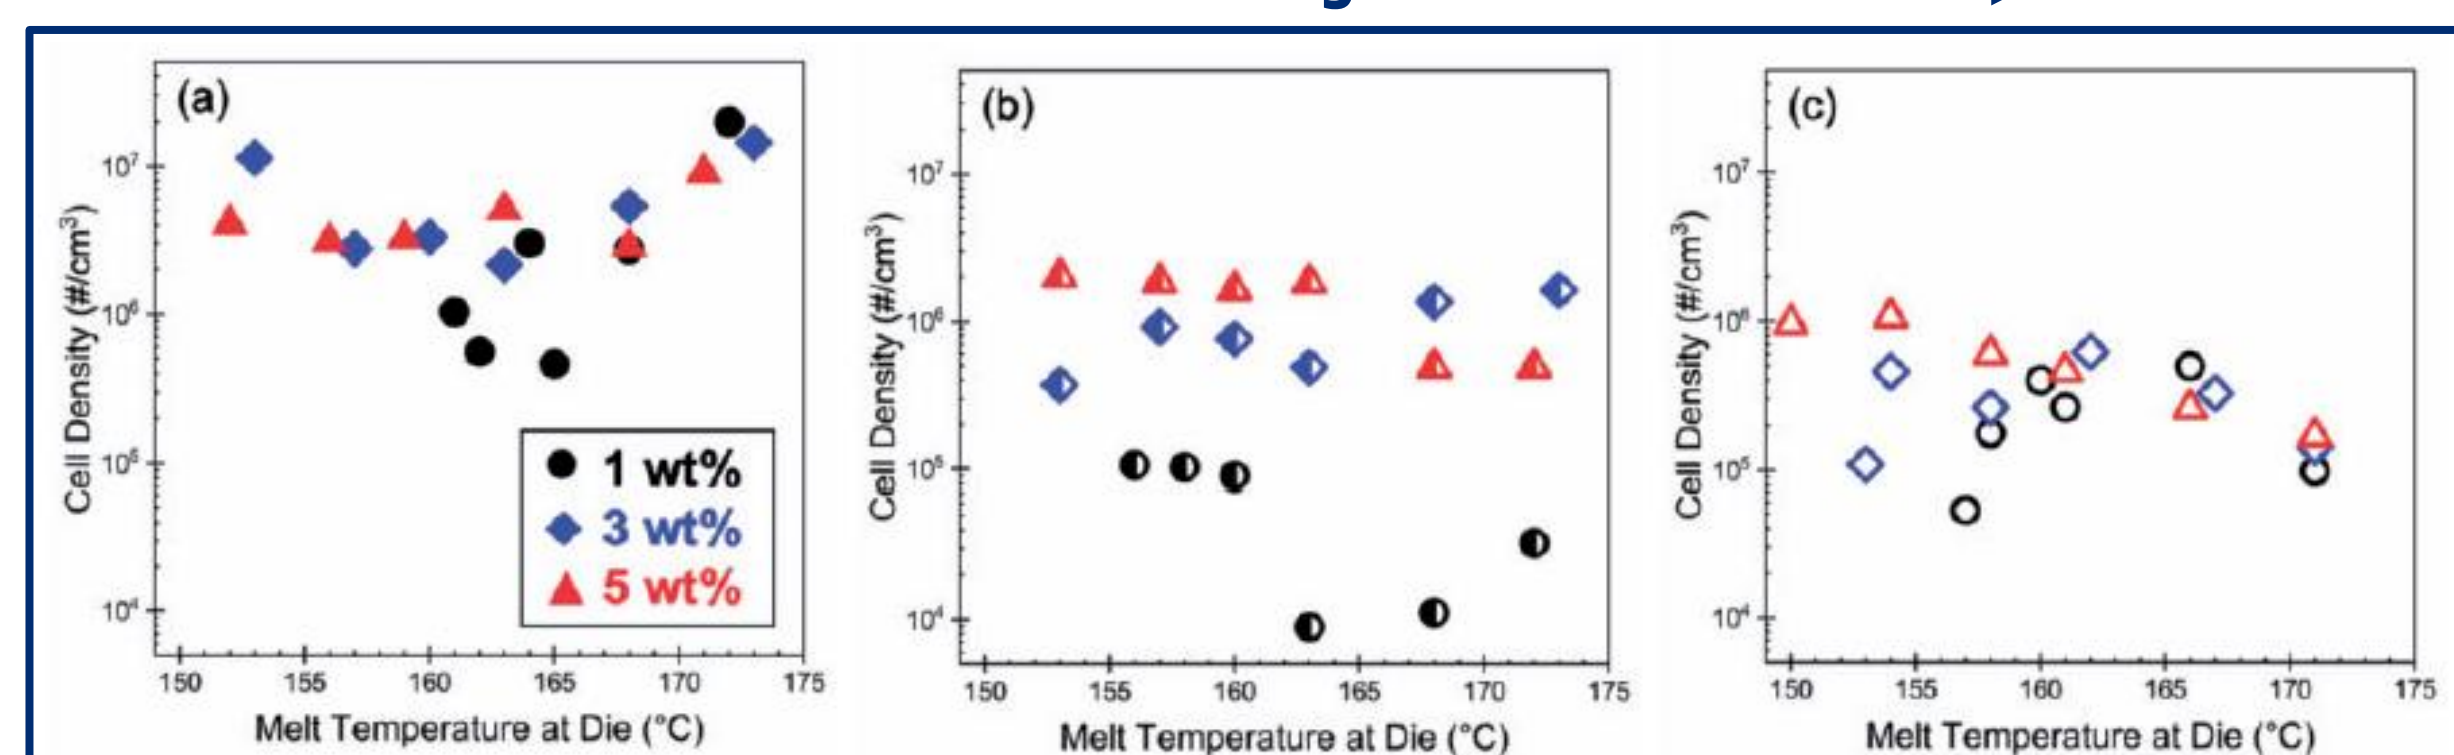 (a)
Cell Density (#/cm³)
10⁷
10⁶
10⁵
10⁴
1 wt%
3 wt%
5 wt%
150 155 160 165 170 175
Melt Temperature at Die (°C)
(b)
Cell Density (#/cm³)
10⁷
10⁶
10⁵
10⁴
150 155 160 165 170 175
Melt Temperature at Die (°C)
(c)
Cell Density (#/cm³)
10⁷
10⁶
10⁵
10⁴
150 155 160 165 170 175
Melt Temperature at Die (°C)